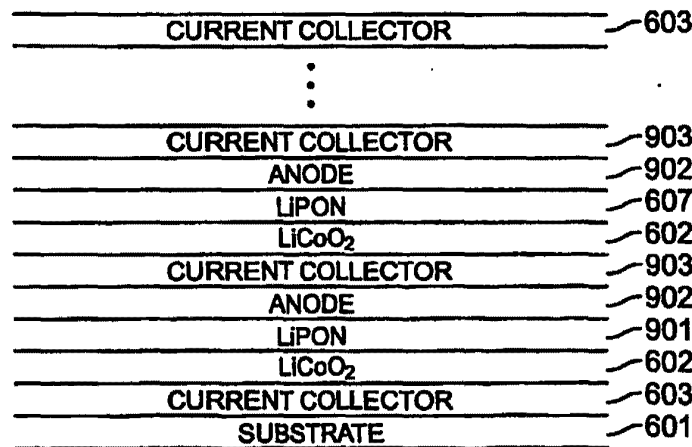 CURRENT COLLECTOR 603
CURRENT COLLECTOR 903
ANODE 902
LiPON 607
LiCoO₂ 602
CURRENT COLLECTOR 903
ANODE 902
LiPON 901
LiCoO₂ 602
CURRENT COLLECTOR 603
SUBSTRATE 601